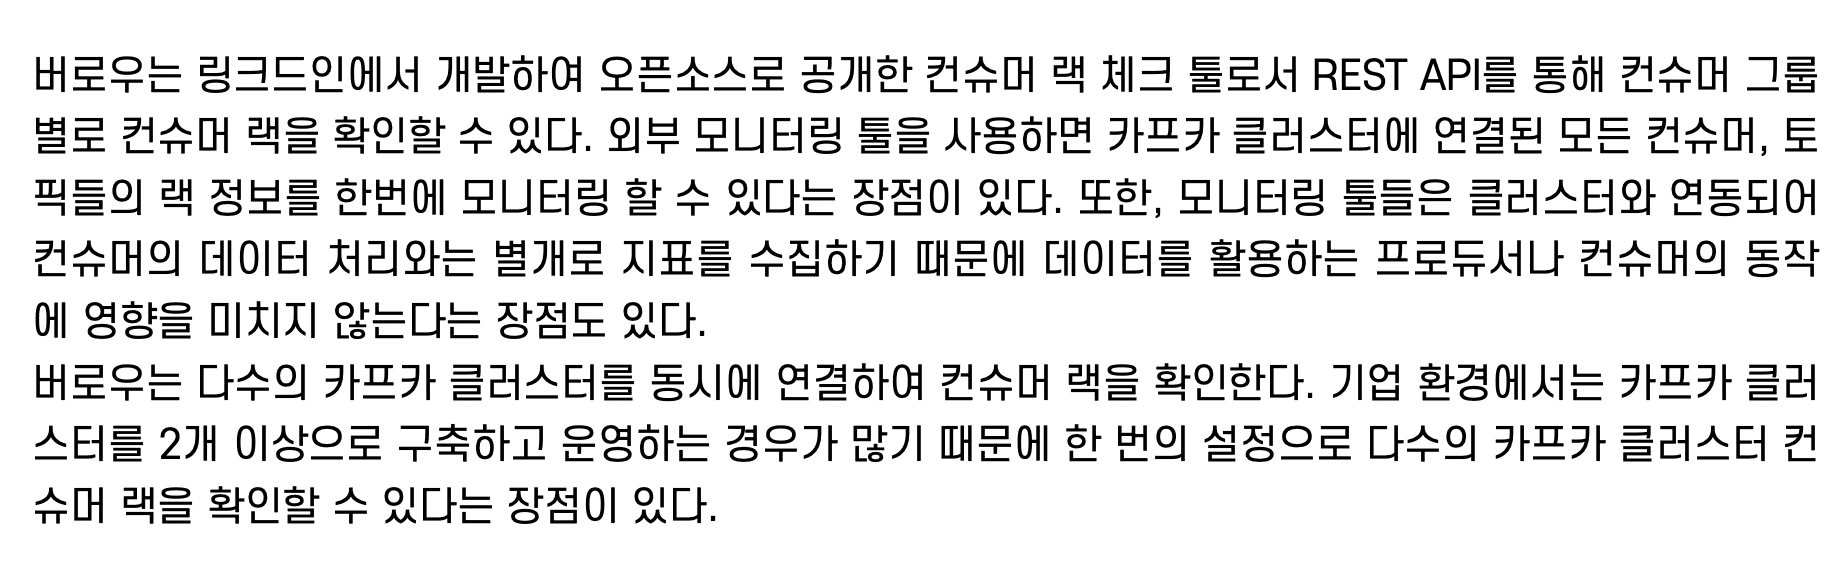 버로우는 링크드인에서 개발하여 오픈소스로 공개한 컨슈머 랙 체크 툴로서 REST API를 통해 컨슈머 그룹
별로 컨슈머 랙을 확인할 수 있다. 외부 모니터링 툴을 사용하면 카프카 클러스터에 연결된 모든 컨슈머, 토
픽들의 랙 정보를 한번에 모니터링 할 수 있다는 장점이 있다. 또한, 모니터링 툴들은 클러스터와 연동되어
컨슈머의 데이터 처리와는 별개로 지표를 수집하기 때문에 데이터를 활용하는 프로듀서나 컨슈머의 동작
에 영향을 미치지 않는다는 장점도 있다.
버로우는 다수의 카프카 클러스터를 동시에 연결하여 컨슈머 랙을 확인한다. 기업 환경에서는 카프카 클러
스터를 2개 이상으로 구축하고 운영하는 경우가 많기 때문에 한 번의 설정으로 다수의 카프카 클러스터 컨
슈머 랙을 확인할 수 있다는 장점이 있다.